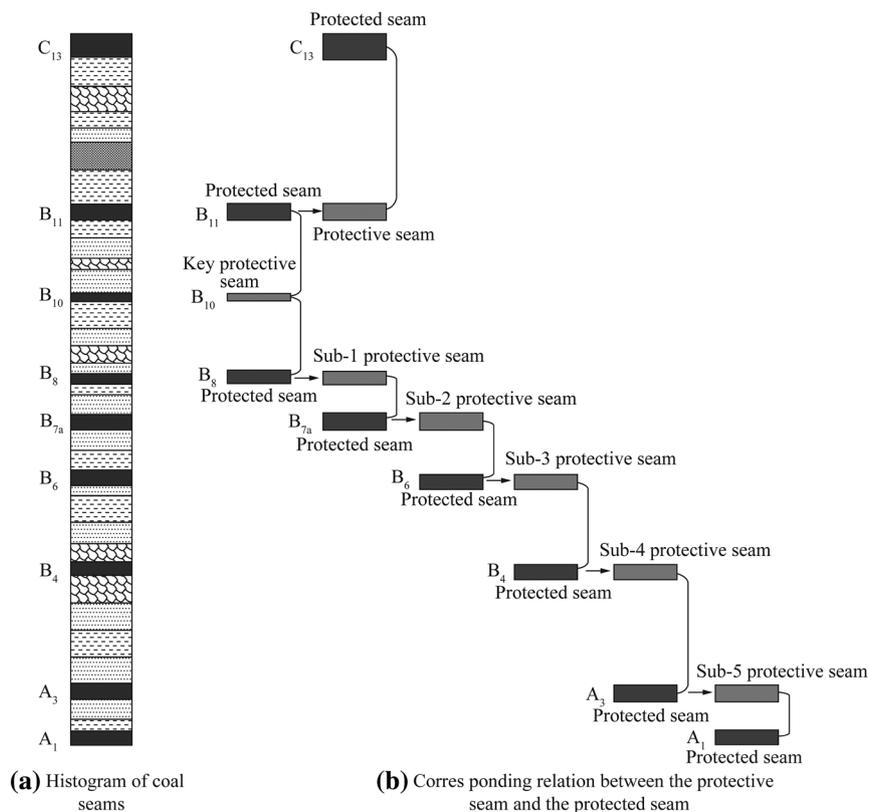 Protected seam
C13
C13
Protected seam
B11
B11
Protective seam
Key protective
seam
B10
B10
Sub-1 protective seam
B8
B8
Protected seam
Sub-2 protective seam
B7a
B7a
Protected seam
Sub-3 protective seam
B6
B6
Protected seam
Sub-4 protective seam
B4
B4
Protected seam
Sub-5 protective seam
A3
A3
Protected seam
A1
A1
Protected seam
(a) Histogram of coal
seams
(b) Corres ponding relation between the protective
seam and the protected seam